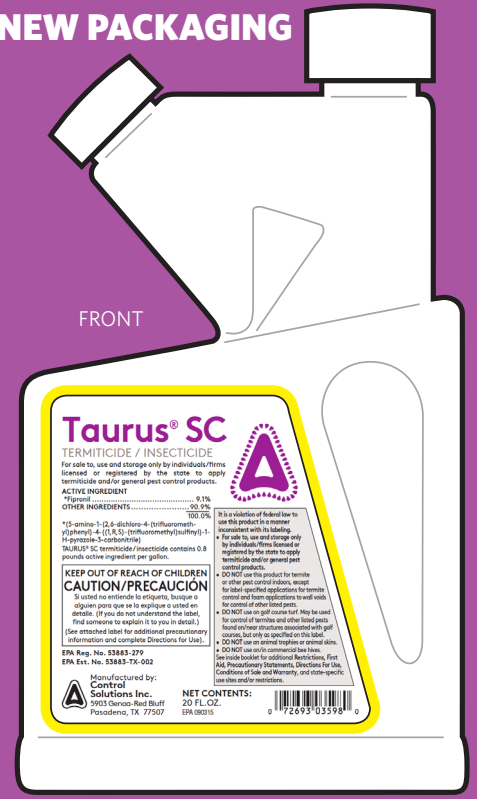 NEW PACKAGING
FRONT
Taurus® SC
TERMITICIDE / INSECTICIDE
For sale to, use and storage only by individuals/firms
licensed or registered by the state to apply
termiticide and/or general pest control products.
ACTIVE INGREDIENT
*Fipronil ........................................ 9.1%
OTHER INGREDIENTS......................90.9%
100.0%
*(5-amino-1-(2,6-dichloro-4-(trifluorometh-
yl)phenyl)-4-((1,R,S)-(trifluoromethyl)sulfinyl)-1-
H-pyrazole-3-carbonitrile)
TAURUS® SC termiticide/insecticide contains 0.8
pounds active ingredient per gallon.
KEEP OUT OF REACH OF CHILDREN
CAUTION/PRECAUCIÓN
Si usted no entiende la etiqueta, busque a
alguien para que se la explique a usted en
detalle. (If you do not understand the label,
find someone to explain it to you in detail.)
(See attached label for additional precautionary
information and complete Directions for Use).
EPA Reg. No. 53883-279
EPA Est. No. 53883-TX-002
Manufactured by:
Control
Solutions Inc.
5903 Genoa-Red Bluff
Pasadena, TX 77507
NET CONTENTS:
20 FL.OZ.
EPA 090315
It is a violation of federal law to
use this product in a manner
inconsistent with its labeling.
• For sale to, use and storage only
by individuals/firms licensed or
registered by the state to apply
termiticide and/or general pest
control products.
• DO NOT use this product for termite
or other pest control indoors, except
for label-specified applications for termite
control and foam applications to wall voids
for control of other listed pests.
• DO NOT use on golf course turf. May be used
for control of termites and other listed pests
found on/near structures associated with golf
courses, but only as specified on this label.
• DO NOT use on animal trophies or animal skins.
• DO NOT use on/in commercial bee hives.
See inside booklet for additional Restrictions, First
Aid, Precautionary Statements, Directions For Use,
Conditions of Sale and Warranty, and state-specific
use sites and/or restrictions.
0 72693 03598 0